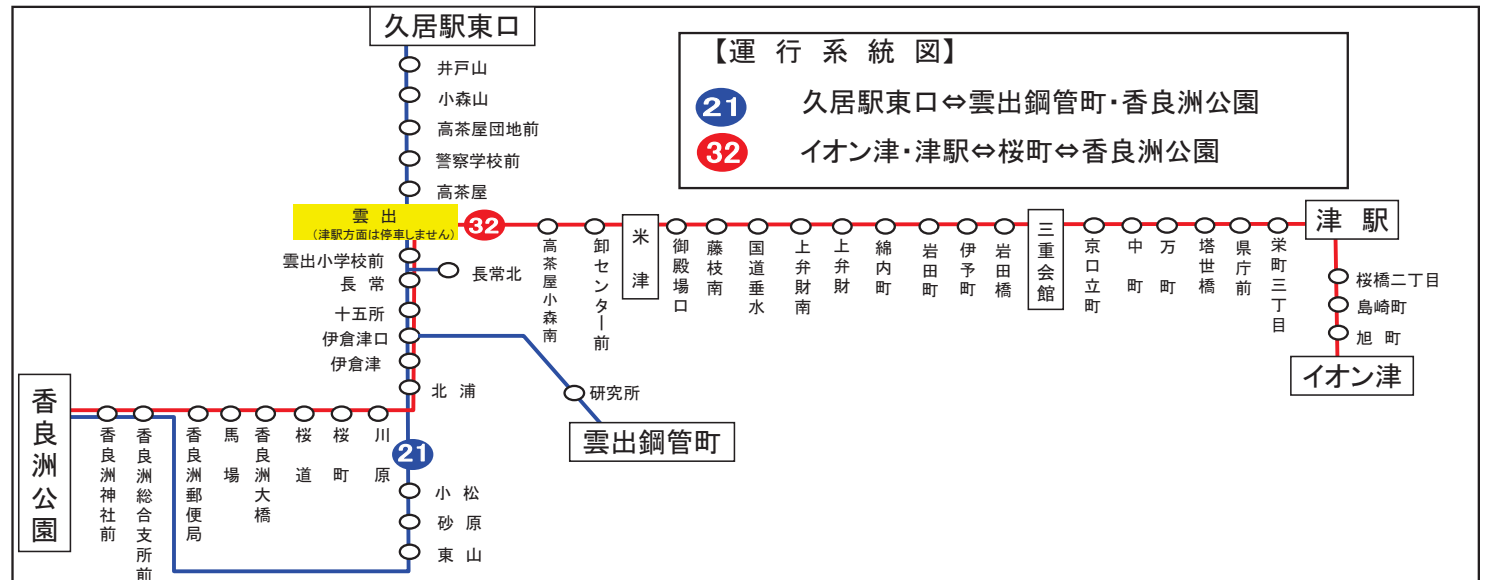 久居駅東口
【運 行 系 統 図】
21 久居駅東口⇔雲出鋼管町・香良洲公園
32 イオン津・津駅⇔桜町⇔香良洲公園
井戸山
小森山
高茶屋団地前
警察学校前
高茶屋
雲 出
(津駅方面は停車しません)
32
高茶屋小森南
卸センター前
米 津
御殿場口
藤枝南
国道垂水
上弁財南
上弁財
綿内町
岩田町
伊予町
岩田橋
三重会館
京口立町
中 町
万 町
塔世橋
県庁前
栄町三丁目
津 駅
桜橋二丁目
島崎町
旭 町
イオン津
雲出小学校前
長常北
長 常
十五所
伊倉津口
伊倉津
北 浦
研究所
雲出鋼管町
香良洲公園
香良洲神社前
香良洲総合支所前
香良洲郵便局
馬 場
香良洲大橋
桜 道
桜 町
川 原
21
小 松
砂 原
東 山